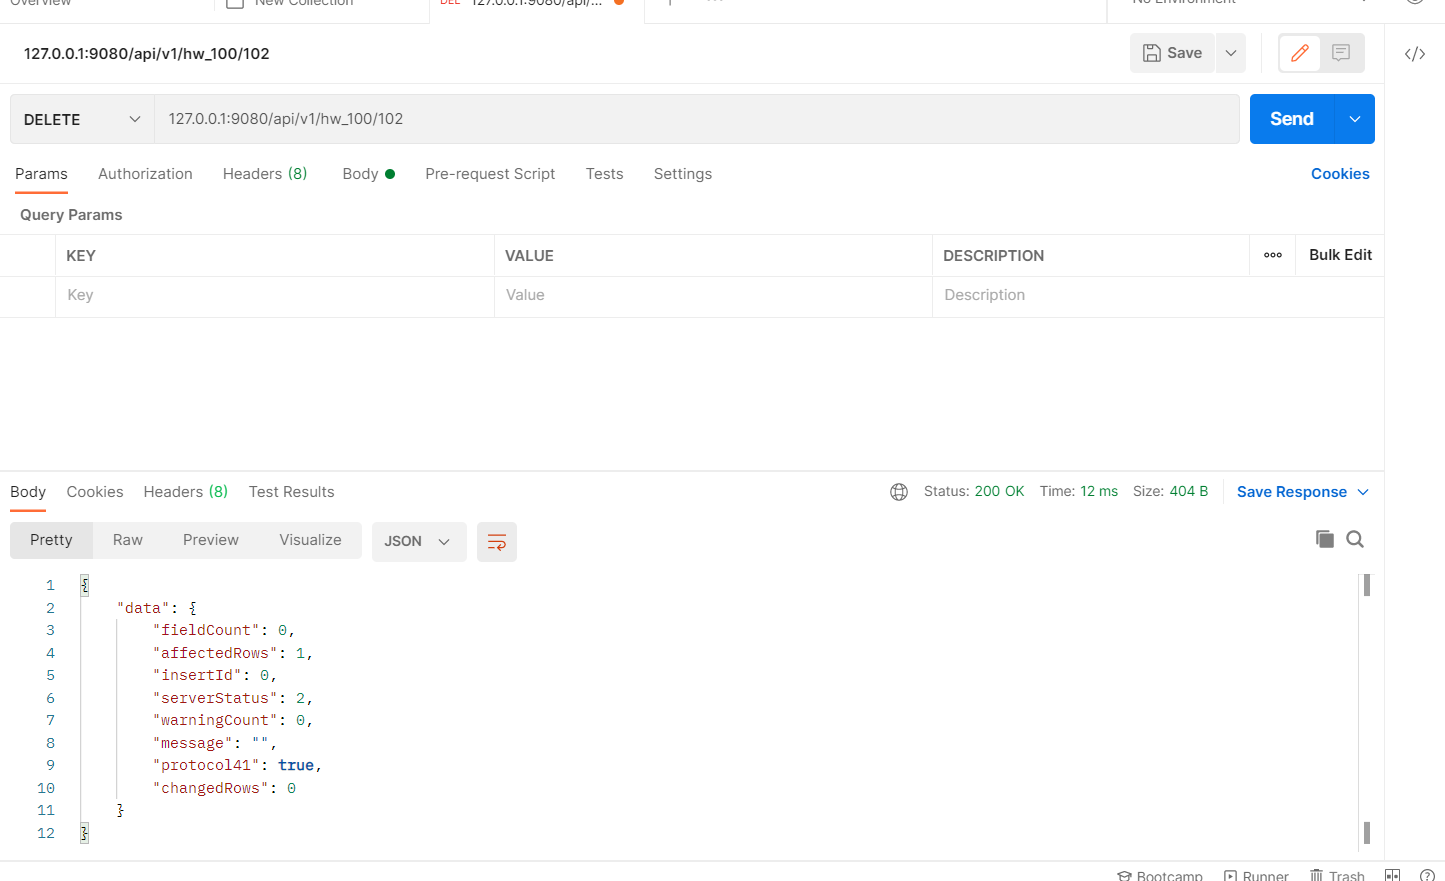 Overview New Collection DEL 127.0.0.1:9080/api/... No Environment
127.0.0.1:9080/api/v1/hw_100/102 Save
DELETE 127.0.0.1:9080/api/v1/hw_100/102 Send
Params Authorization Headers (8) Body Pre-request Script Tests Settings Cookies
Query Params
KEY VALUE DESCRIPTION Bulk Edit
Key Value Description
Body Cookies Headers (8) Test Results Status: 200 OK Time: 12 ms Size: 404 B Save Response
Pretty Raw Preview Visualize JSON
1 {
2 "data": {
3 "fieldCount": 0,
4 "affectedRows": 1,
5 "insertId": 0,
6 "serverStatus": 2,
7 "warningCount": 0,
8 "message": "",
9 "protocol41": true,
10 "changedRows": 0
11 }
12 }
Bootcamp Runner Trash